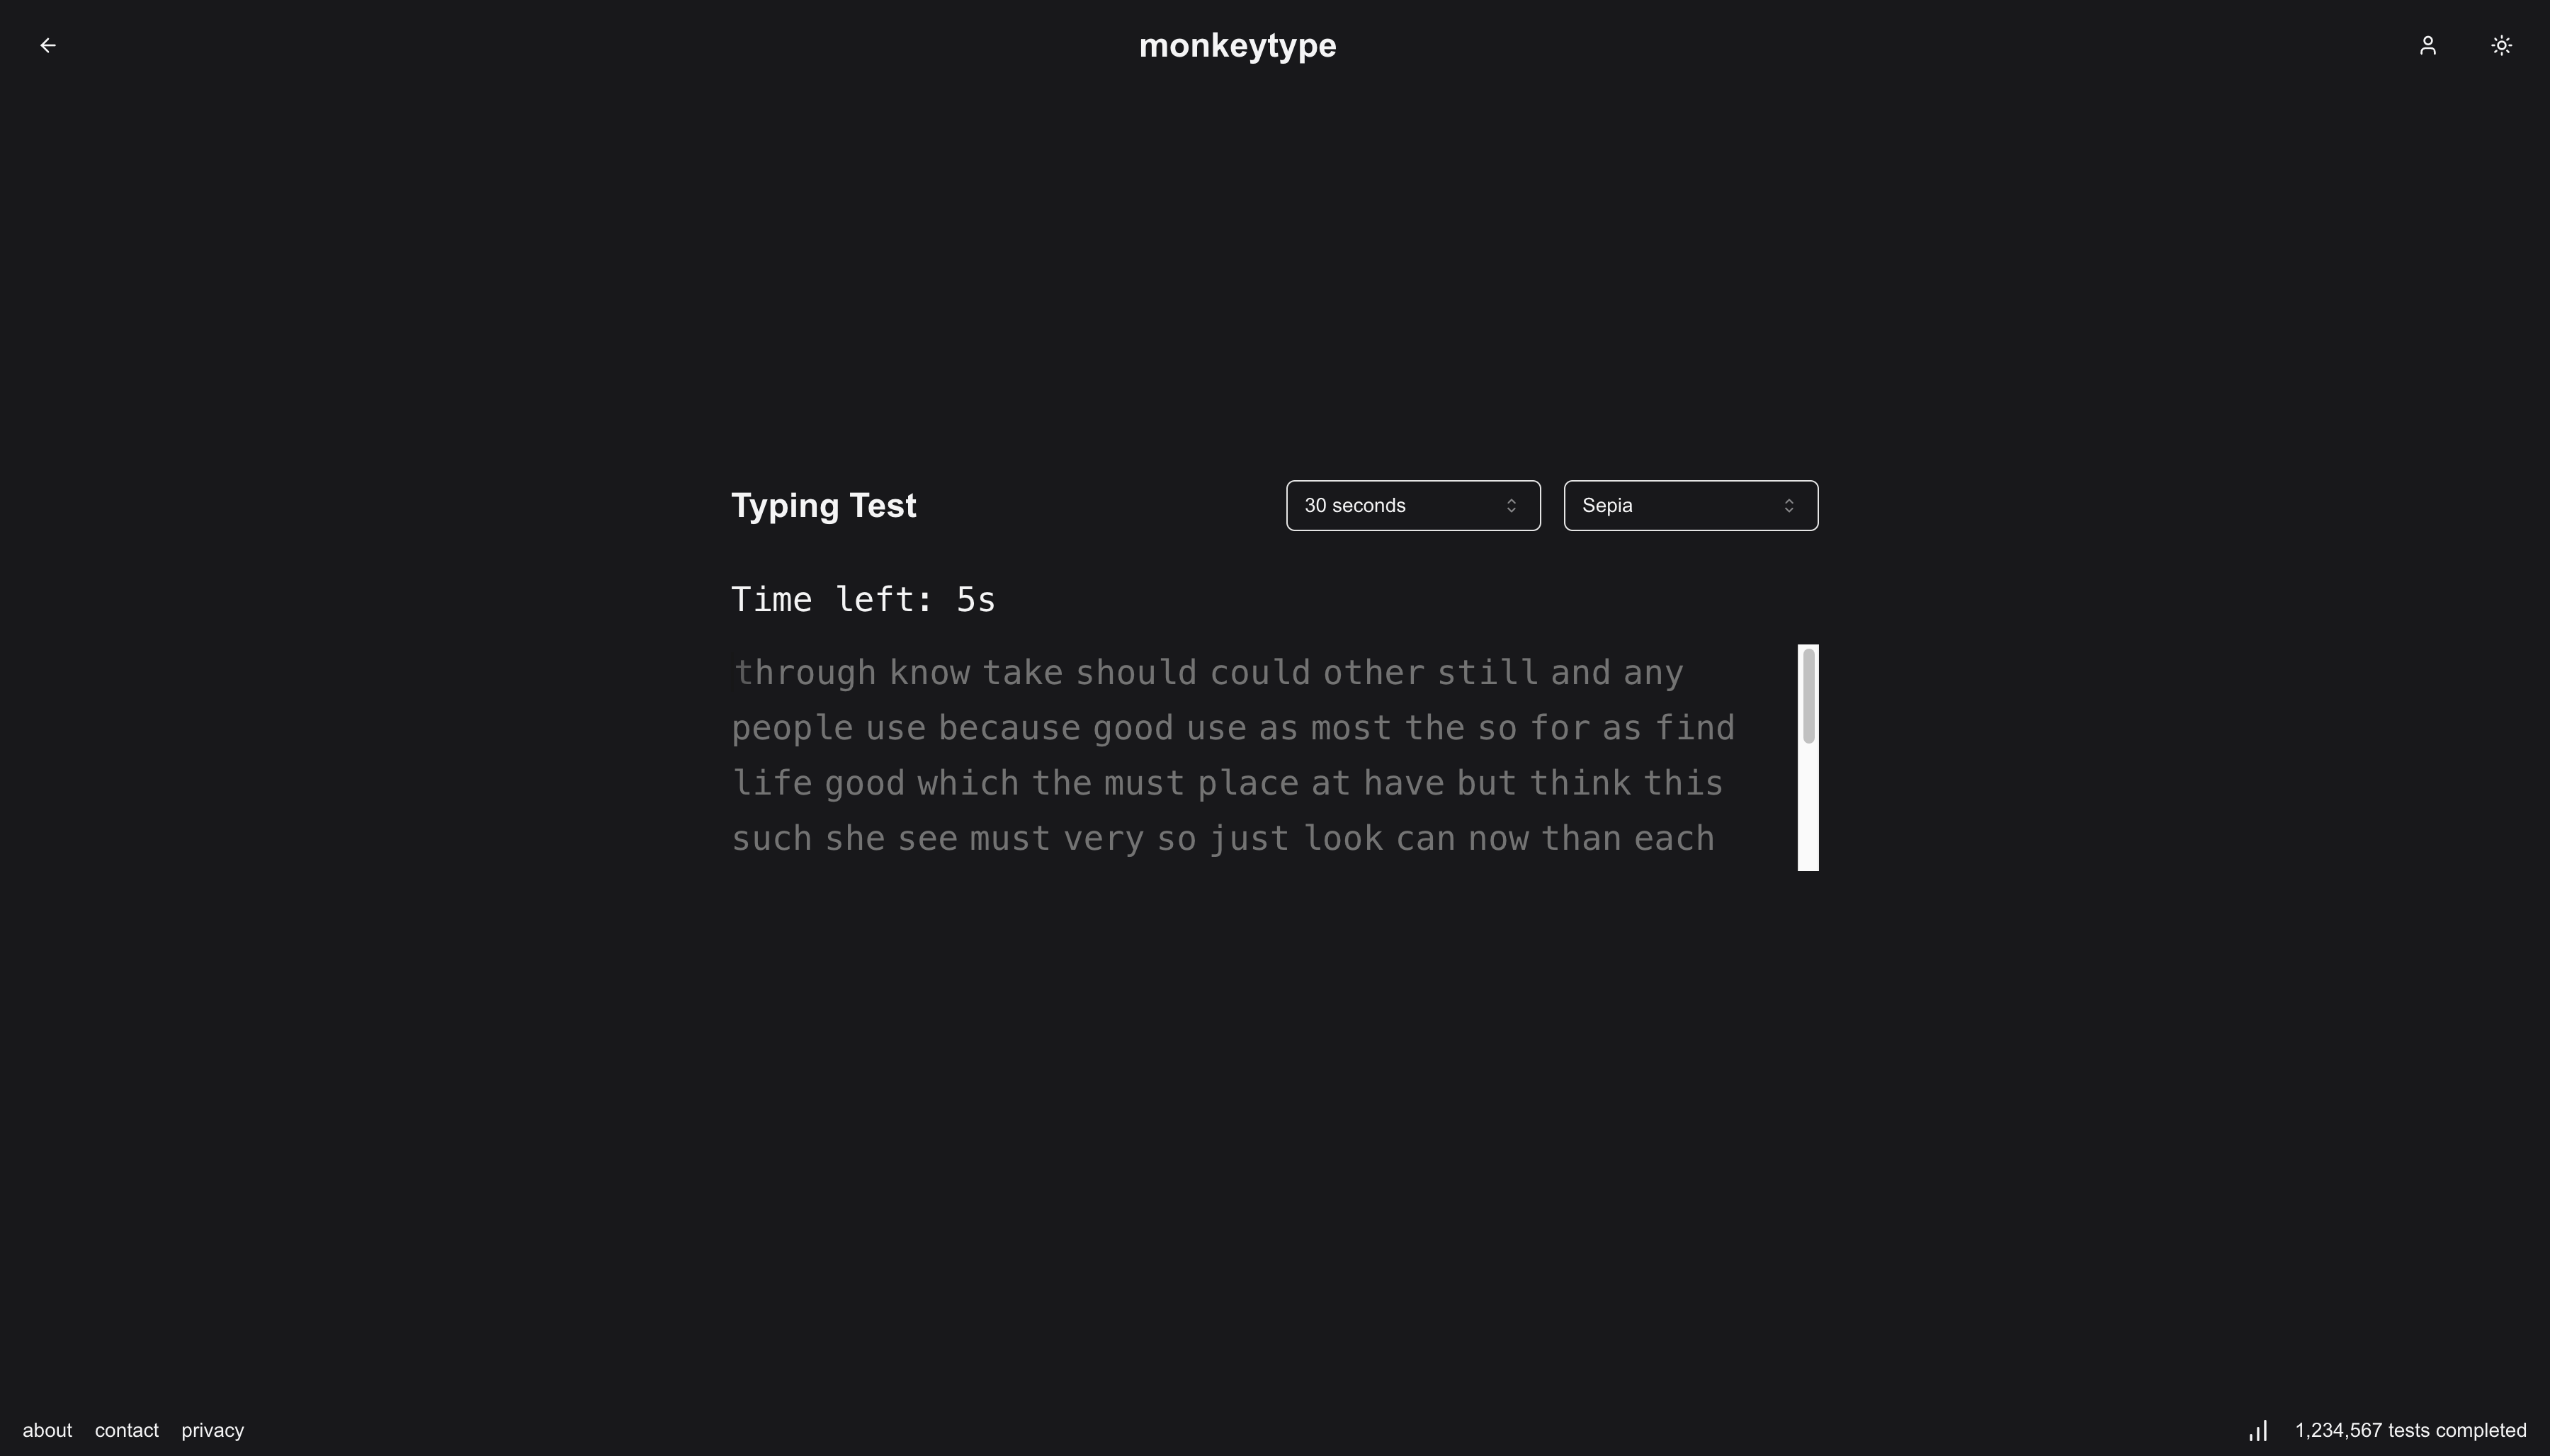 monkeytype
Typing Test
30 seconds
Sepia
Time left: 5s
through know take should could other still and any
people use because good use as most the so for as find
life good which the must place at have but think this
such she see must very so just look can now than each
about contact privacy
1,234,567 tests completed